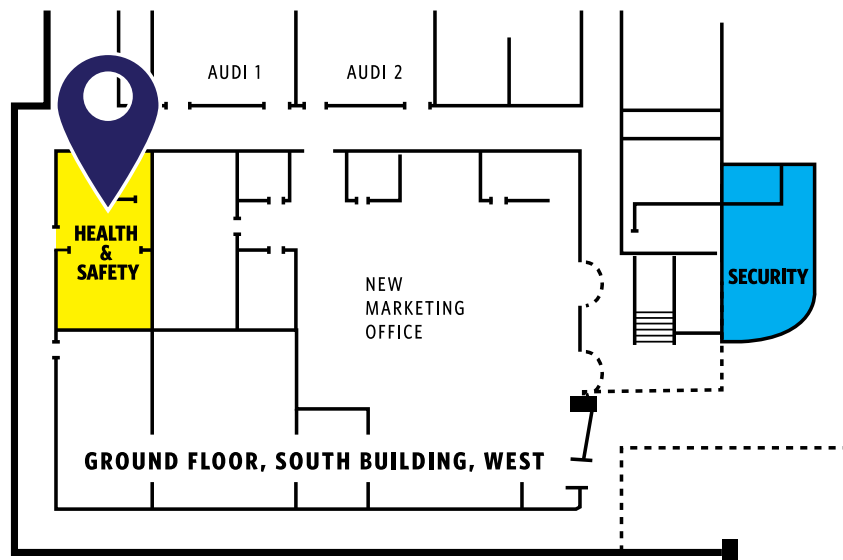 AUDI 1
AUDI 2
HEALTH
&
SAFETY
NEW
MARKETING
OFFICE
SECURITY
GROUND FLOOR, SOUTH BUILDING, WEST